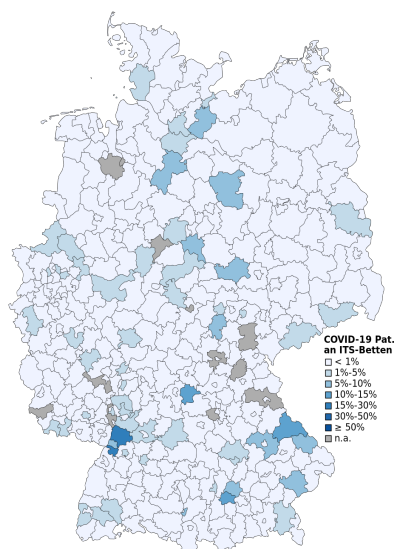 COVID-19 Pat.
an ITS-Betten
< 1%
1%-5%
5%-10%
10%-15%
15%-30%
30%-50%
≥ 50%
n.a.